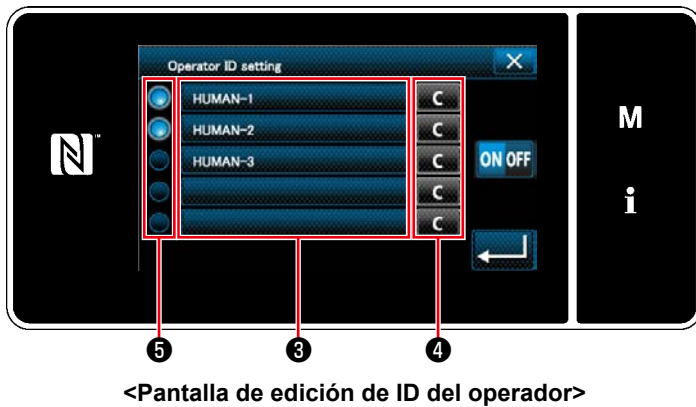 Operator ID setting
HUMAN-1 C
HUMAN-2 C
HUMAN-3 C
C
C
ON OFF
M
i
N™
❺ ❸ ❹
<Pantalla de edición de ID del operador>